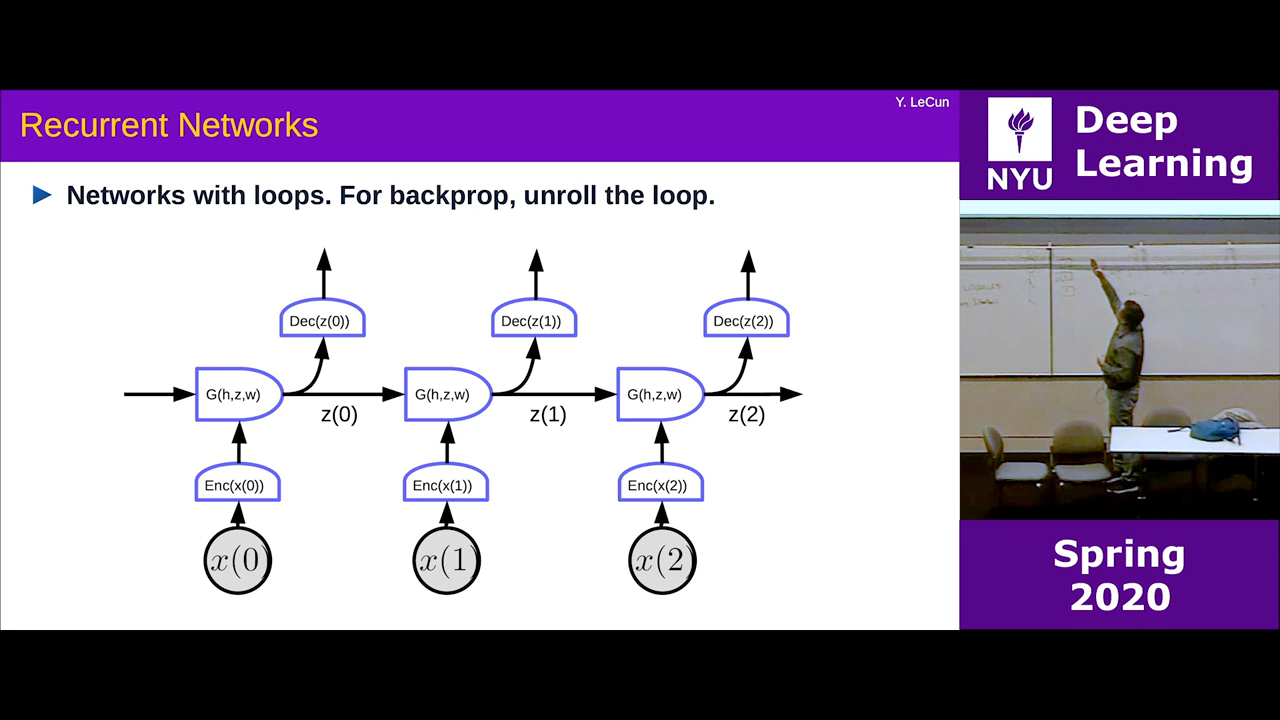 Y. LeCun
Recurrent Networks
Networks with loops. For backprop, unroll the loop.
Dec(z(0))
Dec(z(1))
Dec(z(2))
G(h,z,w)
G(h,z,w)
G(h,z,w)
z(0)
z(1)
z(2)
Enc(x(0))
Enc(x(1))
Enc(x(2))
x(0)
x(1)
x(2)
NYU
Deep
Learning
Spring
2020